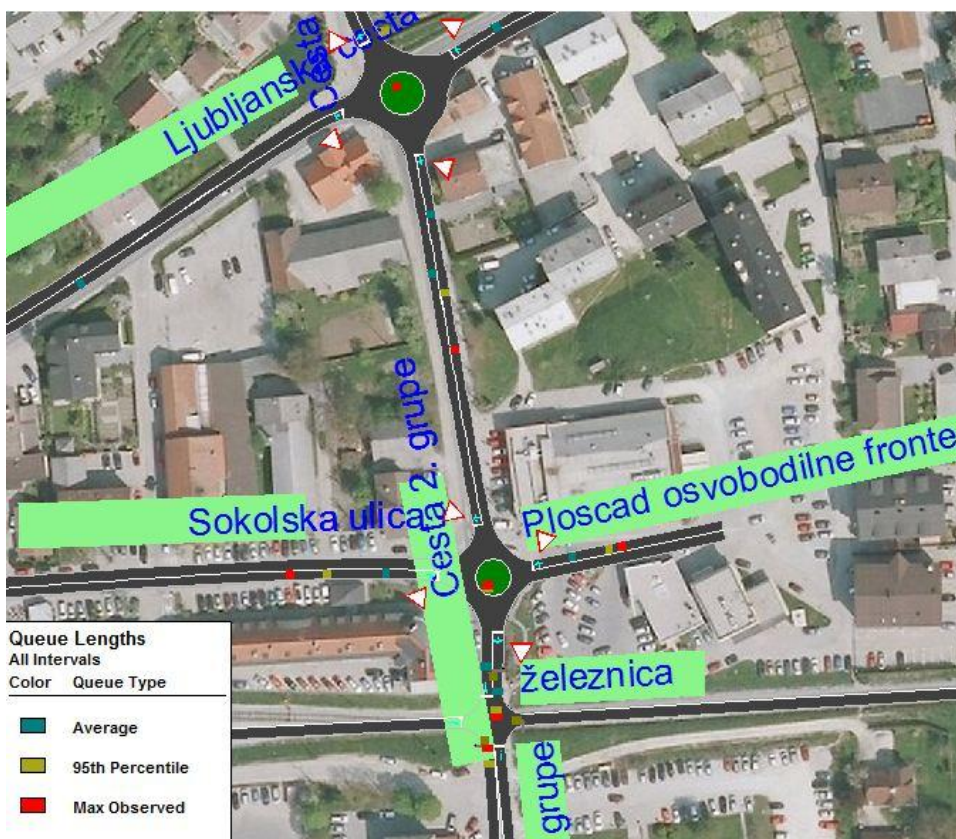 Ljubljanska cesta
Cesta
Cesta 2. grupe
Sokolska ulica
Ploscad osvobodilne fronte
železnica
grupe
Queue Lengths
All Intervals
Color Queue Type
Average
95th Percentile
Max Observed